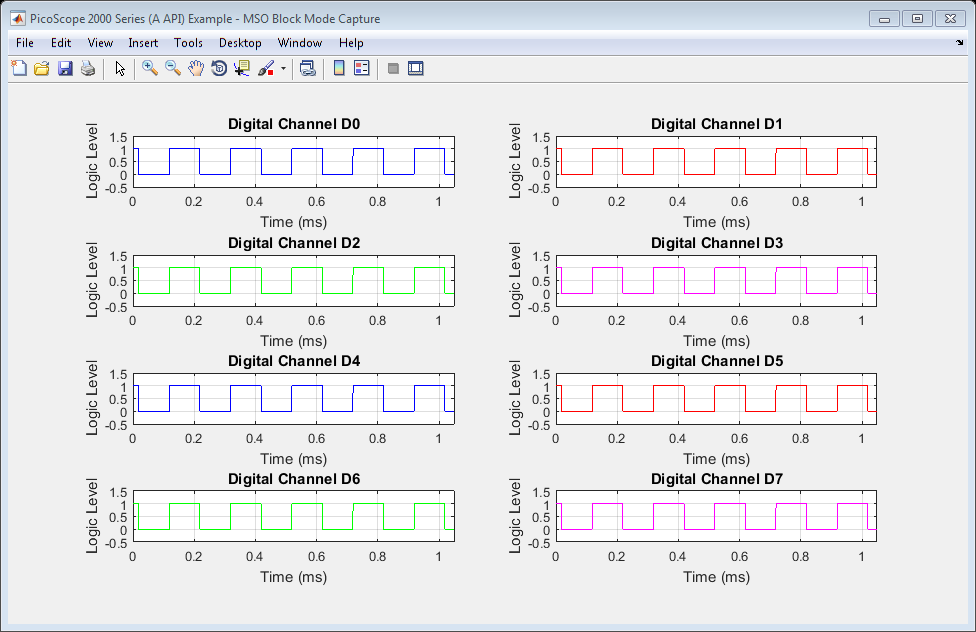 PicoScope 2000 Series (A API) Example - MSO Block Mode Capture
File Edit View Insert Tools Desktop Window Help
Digital Channel D0
Logic Level
1.5
1
0.5
0
-0.5
0 0.2 0.4 0.6 0.8 1
Time (ms)
Digital Channel D1
Logic Level
1.5
1
0.5
0
-0.5
0 0.2 0.4 0.6 0.8 1
Time (ms)
Digital Channel D2
Logic Level
1.5
1
0.5
0
-0.5
0 0.2 0.4 0.6 0.8 1
Time (ms)
Digital Channel D3
Logic Level
1.5
1
0.5
0
-0.5
0 0.2 0.4 0.6 0.8 1
Time (ms)
Digital Channel D4
Logic Level
1.5
1
0.5
0
-0.5
0 0.2 0.4 0.6 0.8 1
Time (ms)
Digital Channel D5
Logic Level
1.5
1
0.5
0
-0.5
0 0.2 0.4 0.6 0.8 1
Time (ms)
Digital Channel D6
Logic Level
1.5
1
0.5
0
-0.5
0 0.2 0.4 0.6 0.8 1
Time (ms)
Digital Channel D7
Logic Level
1.5
1
0.5
0
-0.5
0 0.2 0.4 0.6 0.8 1
Time (ms)